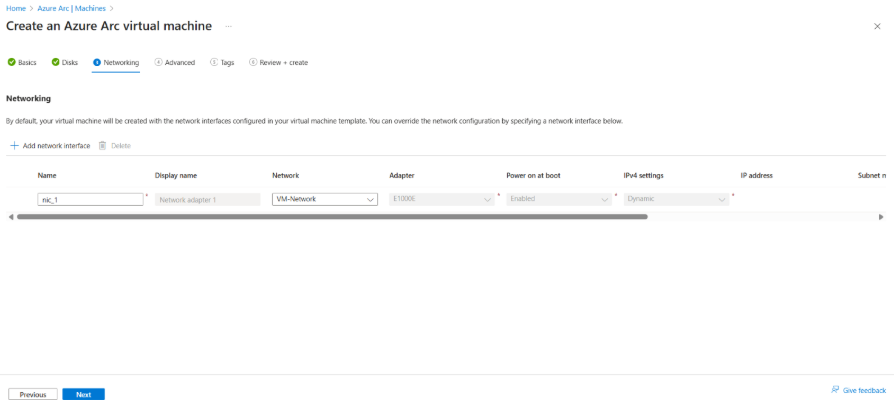 Home > Azure Arc | Machines >
Create an Azure Arc virtual machine ...
Basics Disks 3 Networking 4 Advanced 5 Tags 6 Review + create
Networking
By default, your virtual machine will be created with the network interfaces configured in your virtual machine template. You can override the network configuration by specifying a network interface below.
+ Add network interface Delete
Name Display name Network Adapter Power on at boot IPv4 settings IP address Subnet m
nic_1 * Network adapter 1 VM-Network E1000E * Enabled * Dynamic *
Previous Next Give feedback